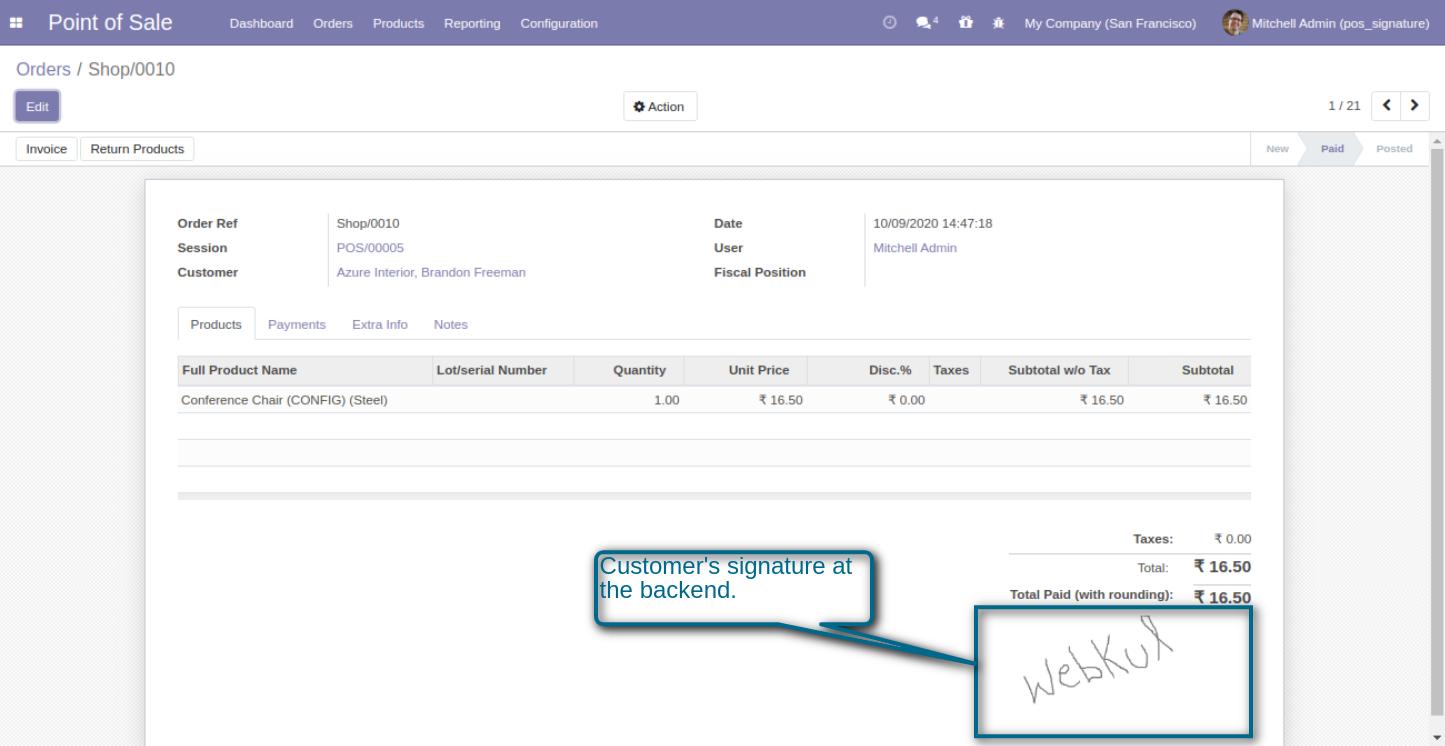 Point of Sale Dashboard Orders Products Reporting Configuration 4 My Company (San Francisco) Mitchell Admin (pos_signature)
Orders / Shop/0010
Edit Action 1 / 21
Invoice Return Products New Paid Posted
Order Ref Shop/0010 Date 10/09/2020 14:47:18
Session POS/00005 User Mitchell Admin
Customer Azure Interior, Brandon Freeman Fiscal Position
Products Payments Extra Info Notes
Full Product Name Lot/serial Number Quantity Unit Price Disc.% Taxes Subtotal w/o Tax Subtotal
Conference Chair (CONFIG) (Steel) 1.00 ₹ 16.50 ₹ 0.00 ₹ 16.50 ₹ 16.50
Taxes: ₹ 0.00
Total: ₹ 16.50
Total Paid (with rounding): ₹ 16.50
Customer's signature at
the backend.
WebKul